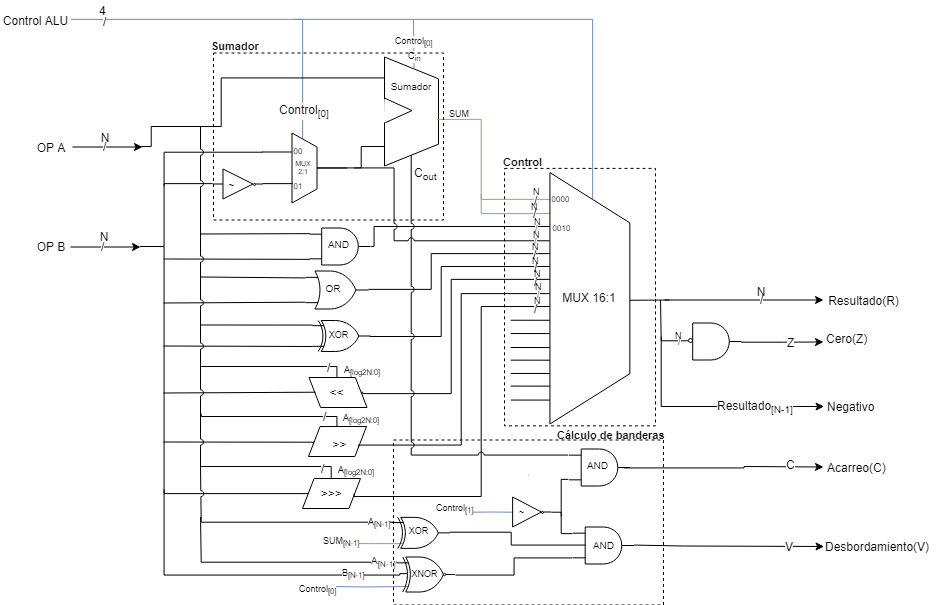 Control ALU
4
Sumador
Control[0]
Cin
Sumador
Control[0]
SUM
OP A
N
00
MUX
2:1
~
01
Cout
Control
N
0000
N
N
0010
N
N
N
N
N
N
MUX 16:1
OP B
N
AND
OR
XOR
N
Resultado(R)
N
Z
Cero(Z)
A[log2N:0]
<<
Resultado[N-1]
Negativo
A[log2N:0]
>>
Cálculo de banderas
A[log2N:0]
>>>
AND
C
Acarreo(C)
Control[1]
~
A[N-1]
XOR
SUM[N-1]
AND
V
Desbordamiento(V)
A[N-1]
B[N-1]
XNOR
Control[0]